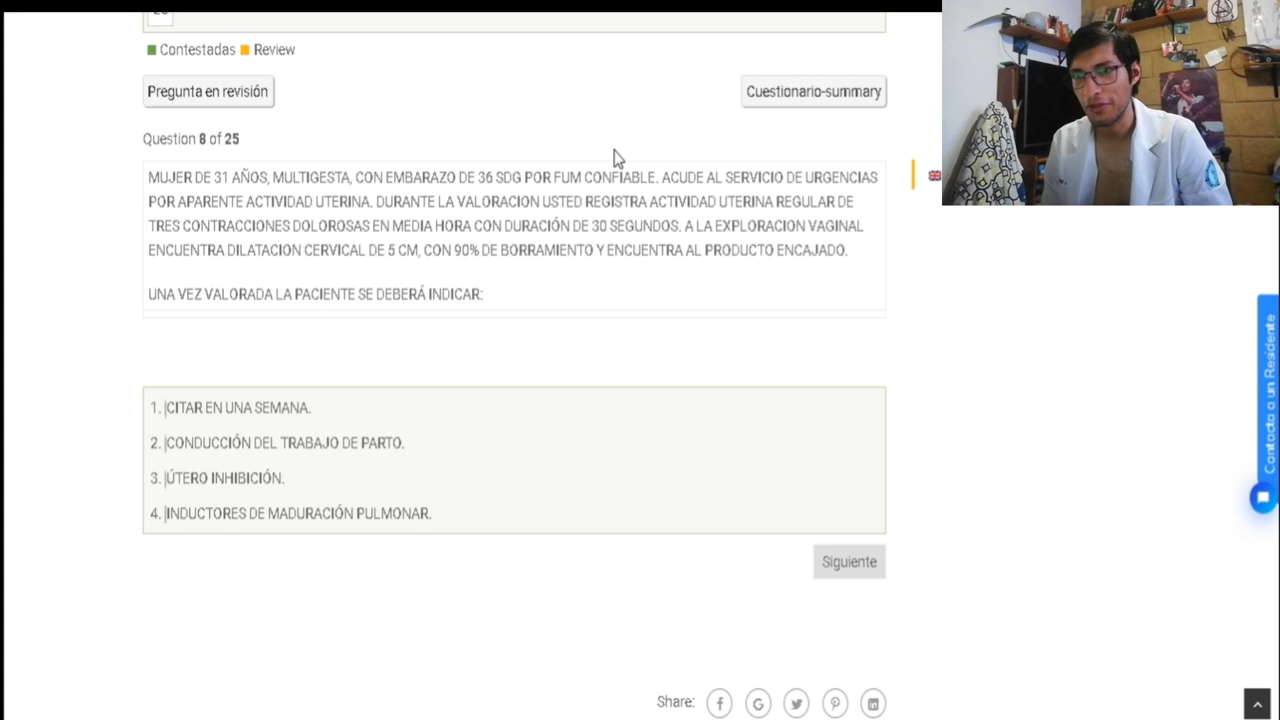 Contestadas Review
Pregunta en revisión
Cuestionario-summary
Question 8 of 25
MUJER DE 31 AÑOS, MULTIGESTA, CON EMBARAZO DE 36 SDG POR FUM CONFIABLE. ACUDE AL SERVICIO DE URGENCIAS
POR APARENTE ACTIVIDAD UTERINA. DURANTE LA VALORACION USTED REGISTRA ACTIVIDAD UTERINA REGULAR DE
TRES CONTRACCIONES DOLOROSAS EN MEDIA HORA CON DURACIÓN DE 30 SEGUNDOS. A LA EXPLORACION VAGINAL
ENCUENTRA DILATACION CERVICAL DE 5 CM, CON 90% DE BORRAMIENTO Y ENCUENTRA AL PRODUCTO ENCAJADO.
UNA VEZ VALORADA LA PACIENTE SE DEBERÁ INDICAR:
1. CITAR EN UNA SEMANA.
2. CONDUCCIÓN DEL TRABAJO DE PARTO.
3. ÚTERO INHIBICIÓN.
4. INDUCTORES DE MADURACIÓN PULMONAR.
Siguiente
Contacta a un Residente
Share: